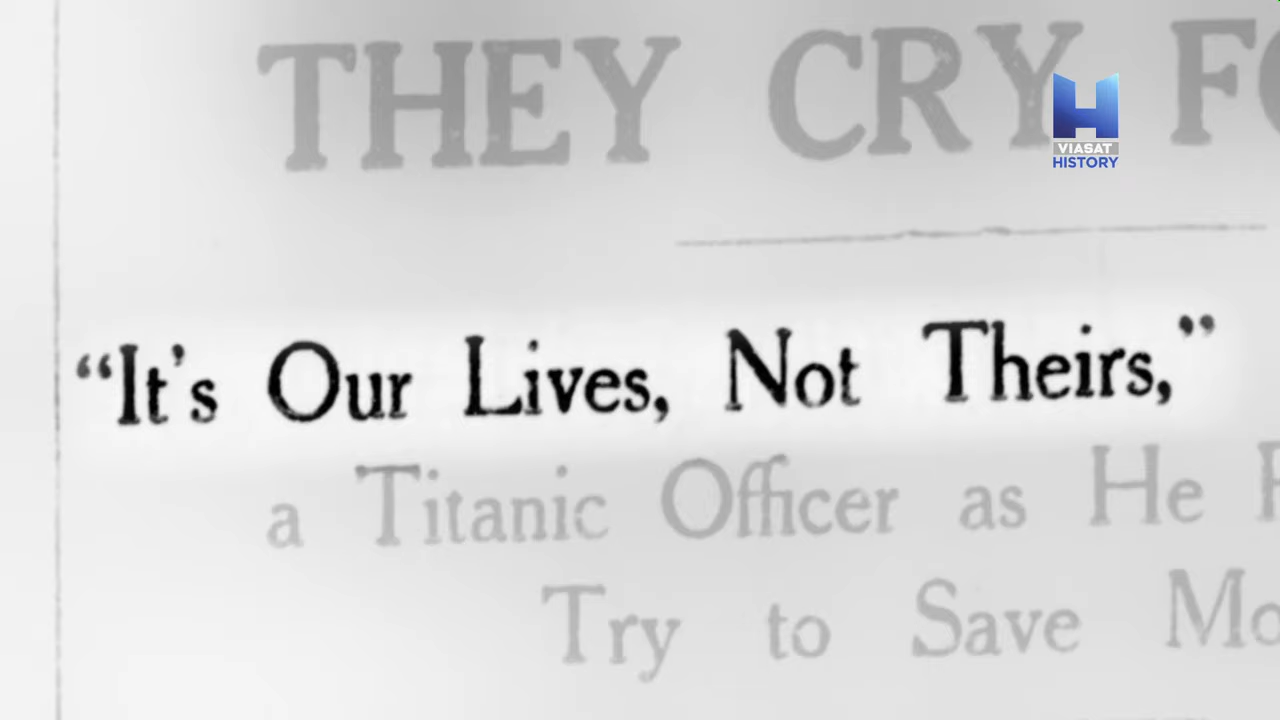 THEY CRY
VIASAT
HISTORY
“It’s Our Lives, Not Theirs,”
a Titanic Officer as He
Try to Save